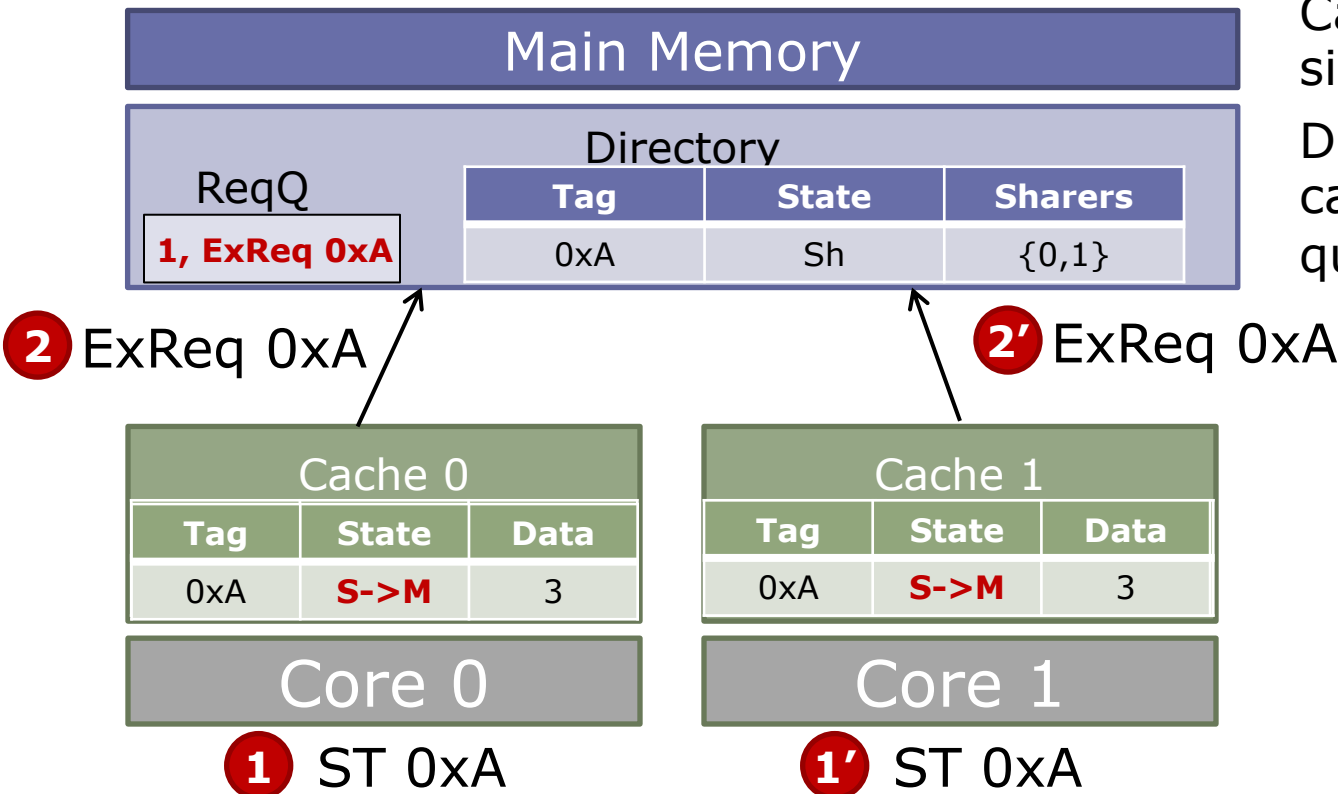 Main Memory
Directory
ReqQ
1, ExReq 0xA
Tag State Sharers
0xA Sh {0,1}
2 ExReq 0xA
2′ ExReq 0xA
Cache 0
Tag State Data
0xA S->M 3
Core 0
1 ST 0xA
Cache 1
Tag State Data
0xA S->M 3
Core 1
1′ ST 0xA